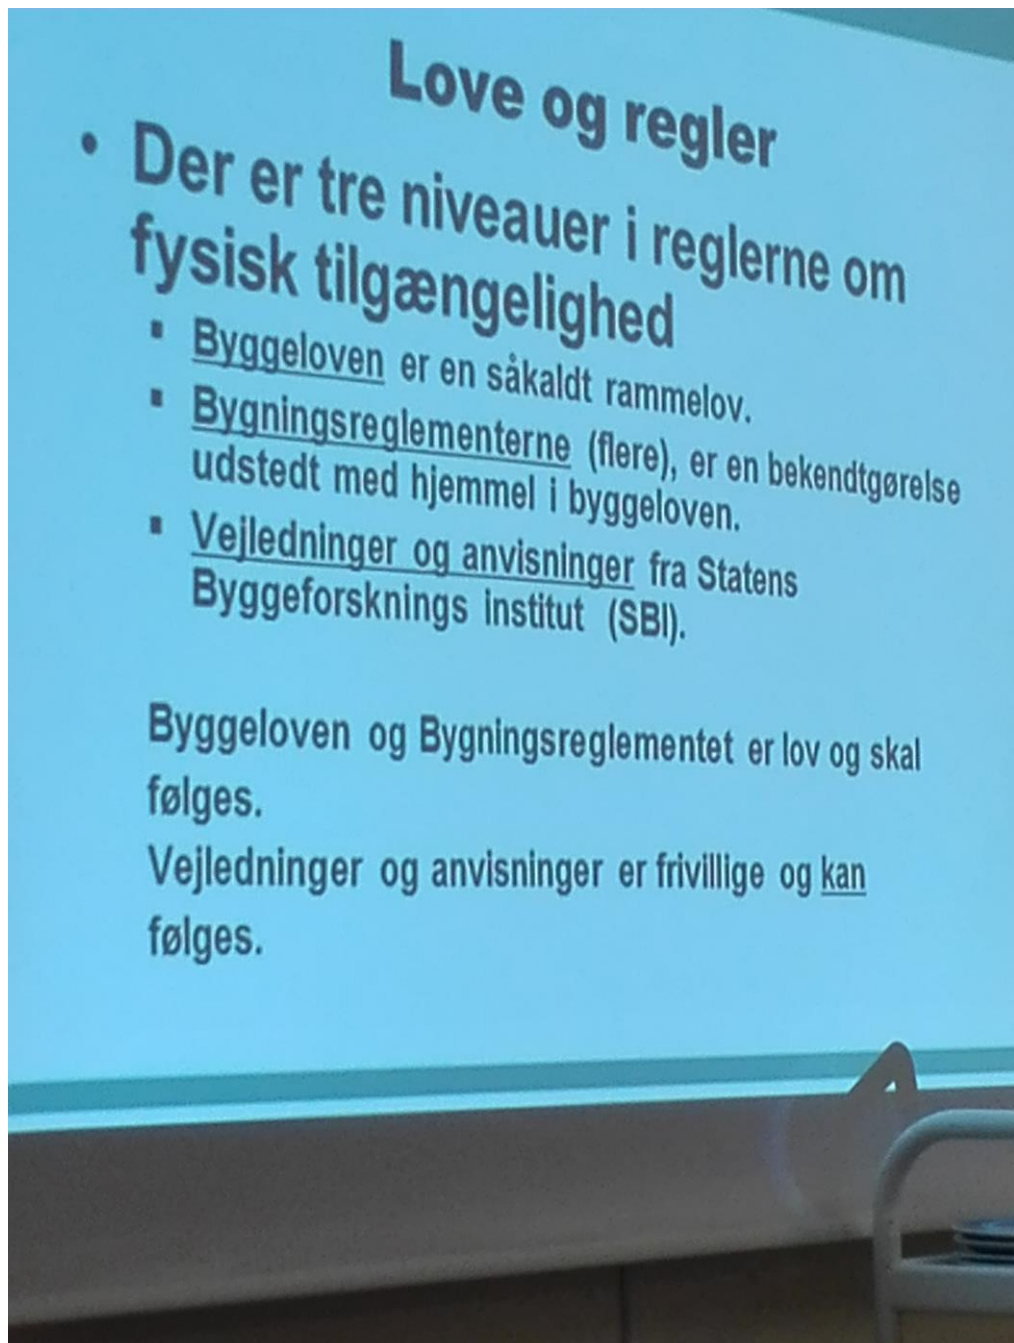 Love og regler
• Der er tre niveauer i reglerne om
fysisk tilgængelighed
▪ Byggeloven er en såkaldt rammelov.
▪ Bygningsreglementerne (flere), er en bekendtgørelse
udstedt med hjemmel i byggeloven.
▪ Vejledninger og anvisninger fra Statens
Byggeforsknings institut (SBI).
Byggeloven og Bygningsreglementet er lov og skal
følges.
Vejledninger og anvisninger er frivillige og kan
følges.